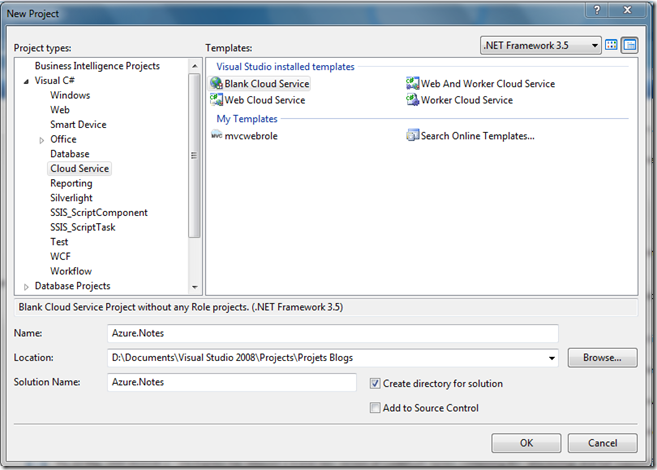 New Project
Project types:
Templates:
.NET Framework 3.5
Business Intelligence Projects
Visual C#
Windows
Web
Smart Device
Office
Database
Cloud Service
Reporting
Silverlight
SSIS_ScriptComponent
SSIS_ScriptTask
Test
WCF
Workflow
Database Projects
Visual Studio installed templates
Blank Cloud Service
Web And Worker Cloud Service
Web Cloud Service
Worker Cloud Service
My Templates
mvcwebrole
Search Online Templates...
Blank Cloud Service Project without any Role projects. (.NET Framework 3.5)
Name:
Azure.Notes
Location:
D:\Documents\Visual Studio 2008\Projects\Projets Blogs
Browse...
Solution Name:
Azure.Notes
Create directory for solution
Add to Source Control
OK
Cancel